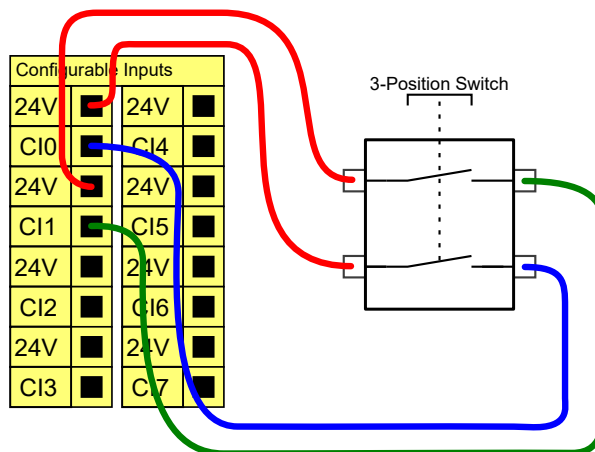 Configurable Inputs
24V 24V
CI0 CI4
24V 24V
CI1 CI5
24V 24V
CI2 CI6
24V 24V
CI3 CI7
3-Position Switch